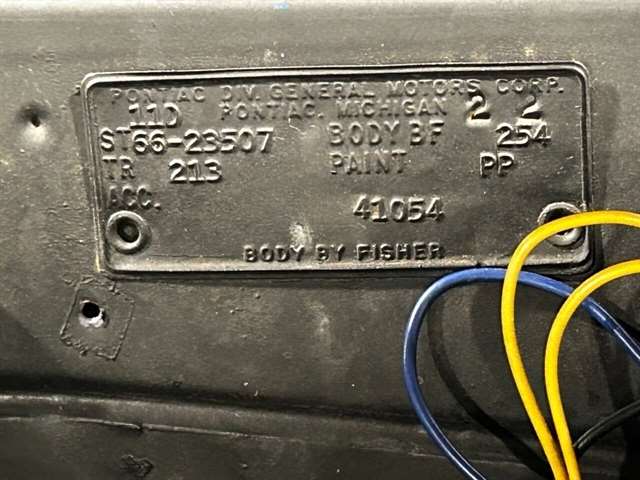 PONTIAC DIV. GENERAL MOTORS CORP.
11D PONTIAC, MICHIGAN 2 2
ST66-23507 BODY BF 254
TR 213 PAINT PP
ACC. 41054
BODY BY FISHER